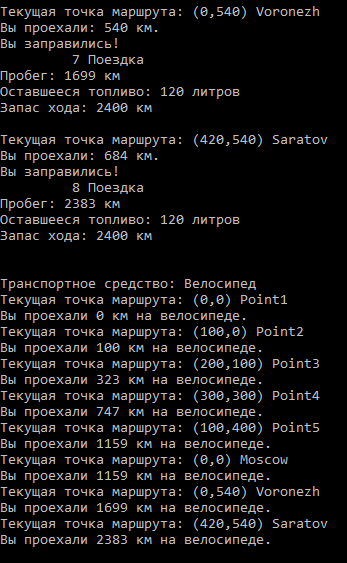 Текущая точка маршрута: (0,540) Voronezh
Вы проехали: 540 км.
Вы заправились!
7 Поездка
Пробег: 1699 км
Оставшееся топливо: 120 литров
Запас хода: 2400 км
Текущая точка маршрута: (420,540) Saratov
Вы проехали: 684 км.
Вы заправились!
8 Поездка
Пробег: 2383 км
Оставшееся топливо: 120 литров
Запас хода: 2400 км
Транспортное средство: Велосипед
Текущая точка маршрута: (0,0) Point1
Вы проехали 0 км на велосипеде.
Текущая точка маршрута: (100,0) Point2
Вы проехали 100 км на велосипеде.
Текущая точка маршрута: (200,100) Point3
Вы проехали 323 км на велосипеде.
Текущая точка маршрута: (300,300) Point4
Вы проехали 747 км на велосипеде.
Текущая точка маршрута: (100,400) Point5
Вы проехали 1159 км на велосипеде.
Текущая точка маршрута: (0,0) Moscow
Вы проехали 1159 км на велосипеде.
Текущая точка маршрута: (0,540) Voronezh
Вы проехали 1699 км на велосипеде.
Текущая точка маршрута: (420,540) Saratov
Вы проехали 2383 км на велосипеде.